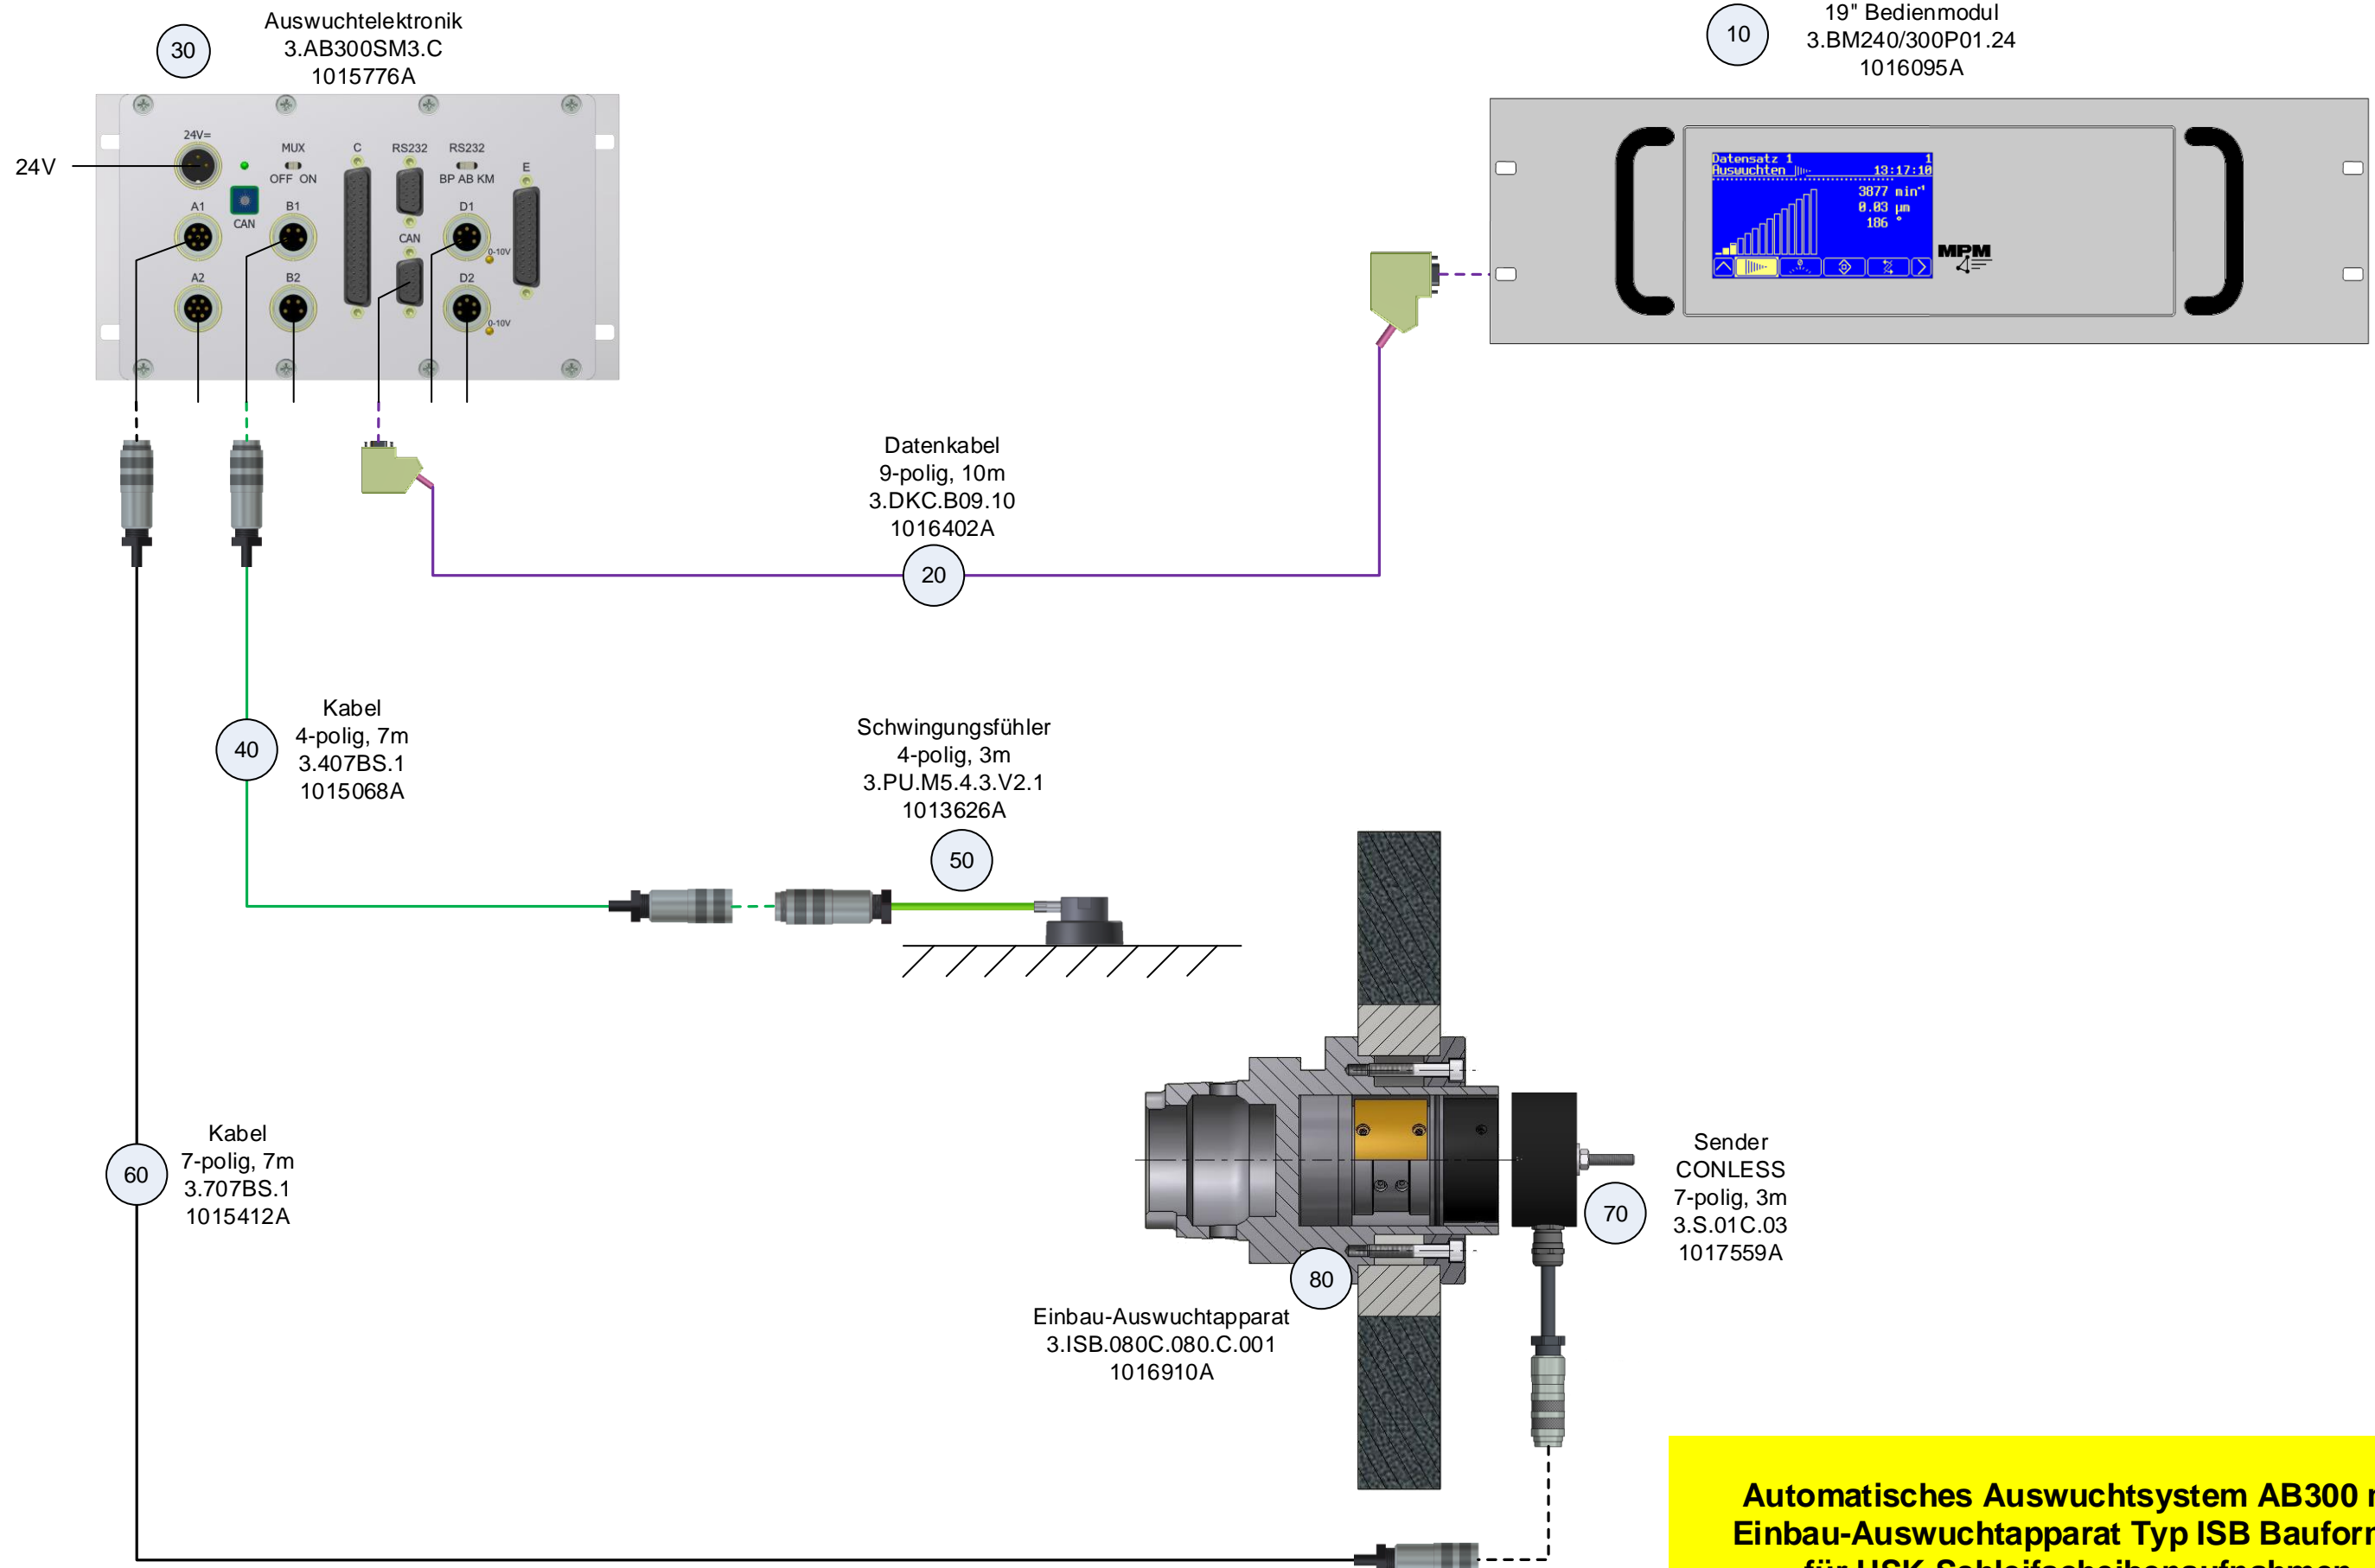 30
Auswuchtelektronik
3.AB300SM3.C
1015776A
10
19" Bedienmodul
3.BM240/300P01.24
1016095A
24V
24V=
MUX
OFF ON
C
RS232
RS232
BP AB KM
E
A1
CAN
B1
CAN
D1
0-10V
A2
B2
D2
0-10V
Datensatz 1 1
Auswuchten 13:17:10
3877 min⁻¹
0.03 µm
186 °
MPM
Datenkabel
9-polig, 10m
3.DKC.B09.10
1016402A
20
Kabel
4-polig, 7m
3.407BS.1
1015068A
40
Schwingungsfühler
4-polig, 3m
3.PU.M5.4.3.V2.1
1013626A
50
Kabel
7-polig, 7m
3.707BS.1
1015412A
60
Sender
CONLESS
7-polig, 3m
3.S.01C.03
1017559A
70
80
Einbau-Auswuchtapparat
3.ISB.080C.080.C.001
1016910A
Automatisches Auswuchtsystem AB300
Einbau-Auswuchtapparat Typ ISB Bauform
für HSK-Schleifscheibenaufnahmen